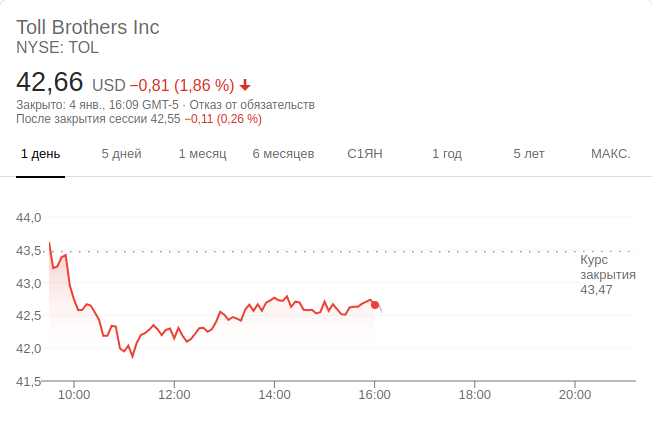 Toll Brothers Inc
NYSE: TOL
42,66 USD −0,81 (1,86 %)
Закрыто: 4 янв., 16:09 GMT-5 · Отказ от обязательств
После закрытия сессии 42,55 −0,11 (0,26 %)
1 день 5 дней 1 месяц 6 месяцев С1ЯН 1 год 5 лет МАКС.
44,0
43,5
Курс
закрытия
43,47
43,0
42,5
42,0
41,5
10:00 12:00 14:00 16:00 18:00 20:00